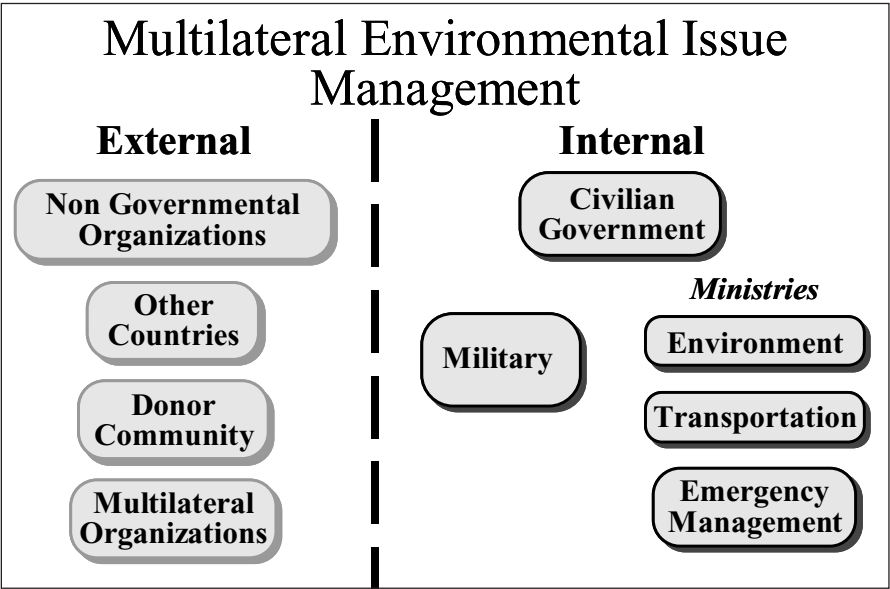 Multilateral Environmental Issue
Management
External
Non Governmental
Organizations
Other
Countries
Donor
Community
Multilateral
Organizations
Internal
Civilian
Government
Military
Ministries
Environment
Transportation
Emergency
Management